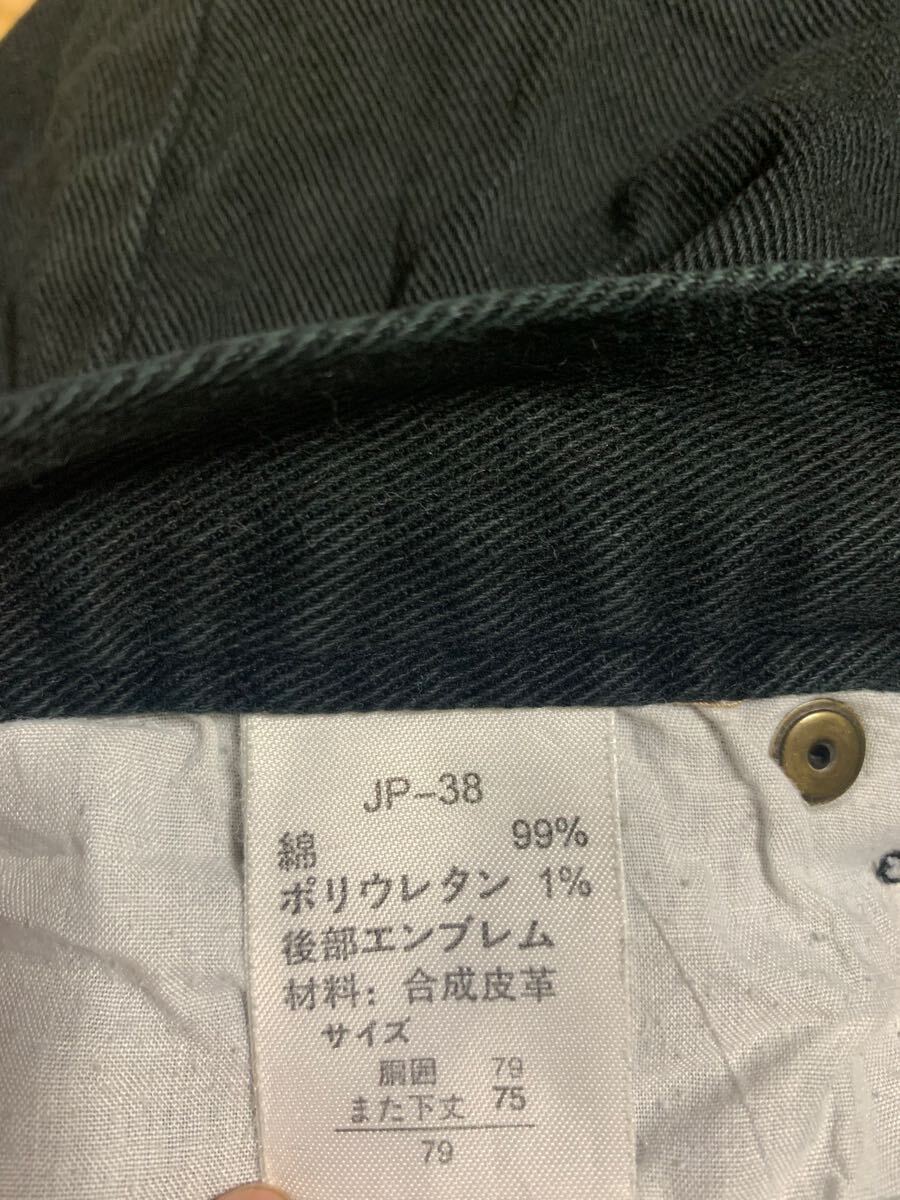 JP-38
綿 99%
ポリウレタン 1%
後部エンブレム
材料: 合成皮革
サイズ
胴囲 79
また下丈 75
79